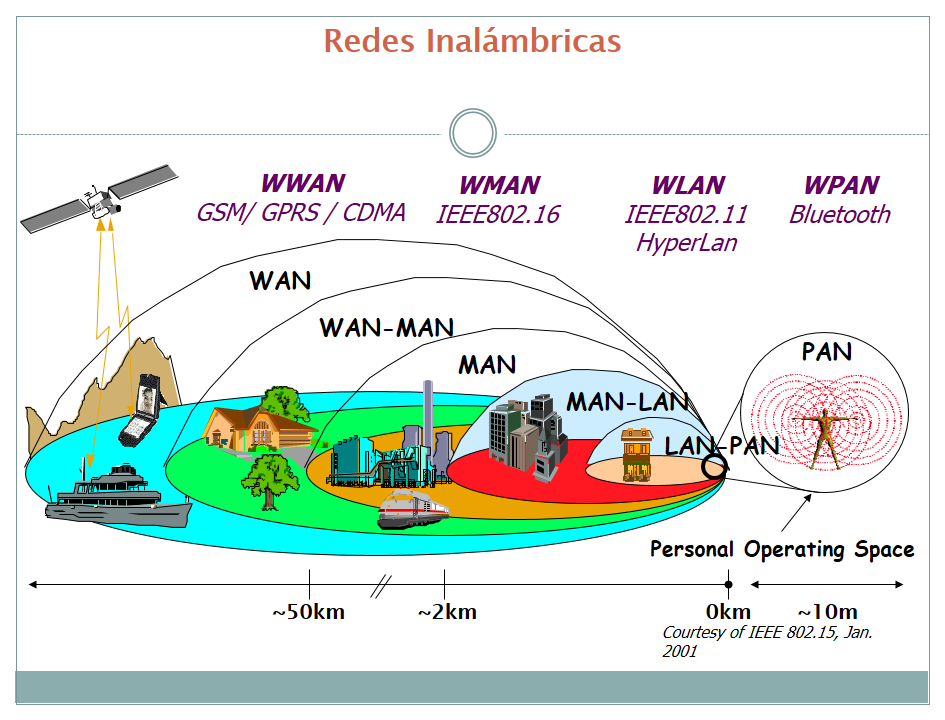 Redes Inalámbricas
WWAN
GSM/ GPRS / CDMA
WMAN
IEEE802.16
WLAN
IEEE802.11
HyperLan
WPAN
Bluetooth
WAN
WAN-MAN
MAN
MAN-LAN
LAN-PAN
PAN
Personal Operating Space
~50km
~2km
0km
~10m
Courtesy of IEEE 802.15, Jan.
2001